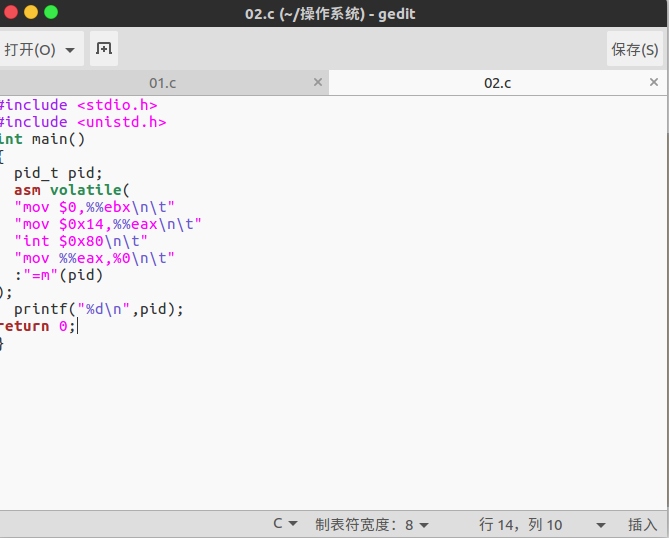 02.c (~/操作系统) - gedit
打开(O)
保存(S)
01.c ×
02.c ×
#include <stdio.h>
#include <unistd.h>
int main()
{
  pid_t pid;
  asm volatile(
  "mov $0,%%ebx\n\t"
  "mov $0x14,%%eax\n\t"
  "int $0x80\n\t"
  "mov %%eax,%0\n\t"
  :"=m"(pid)
);
  printf("%d\n",pid);
return 0;
}
C 制表符宽度：8 行 14，列 10 插入